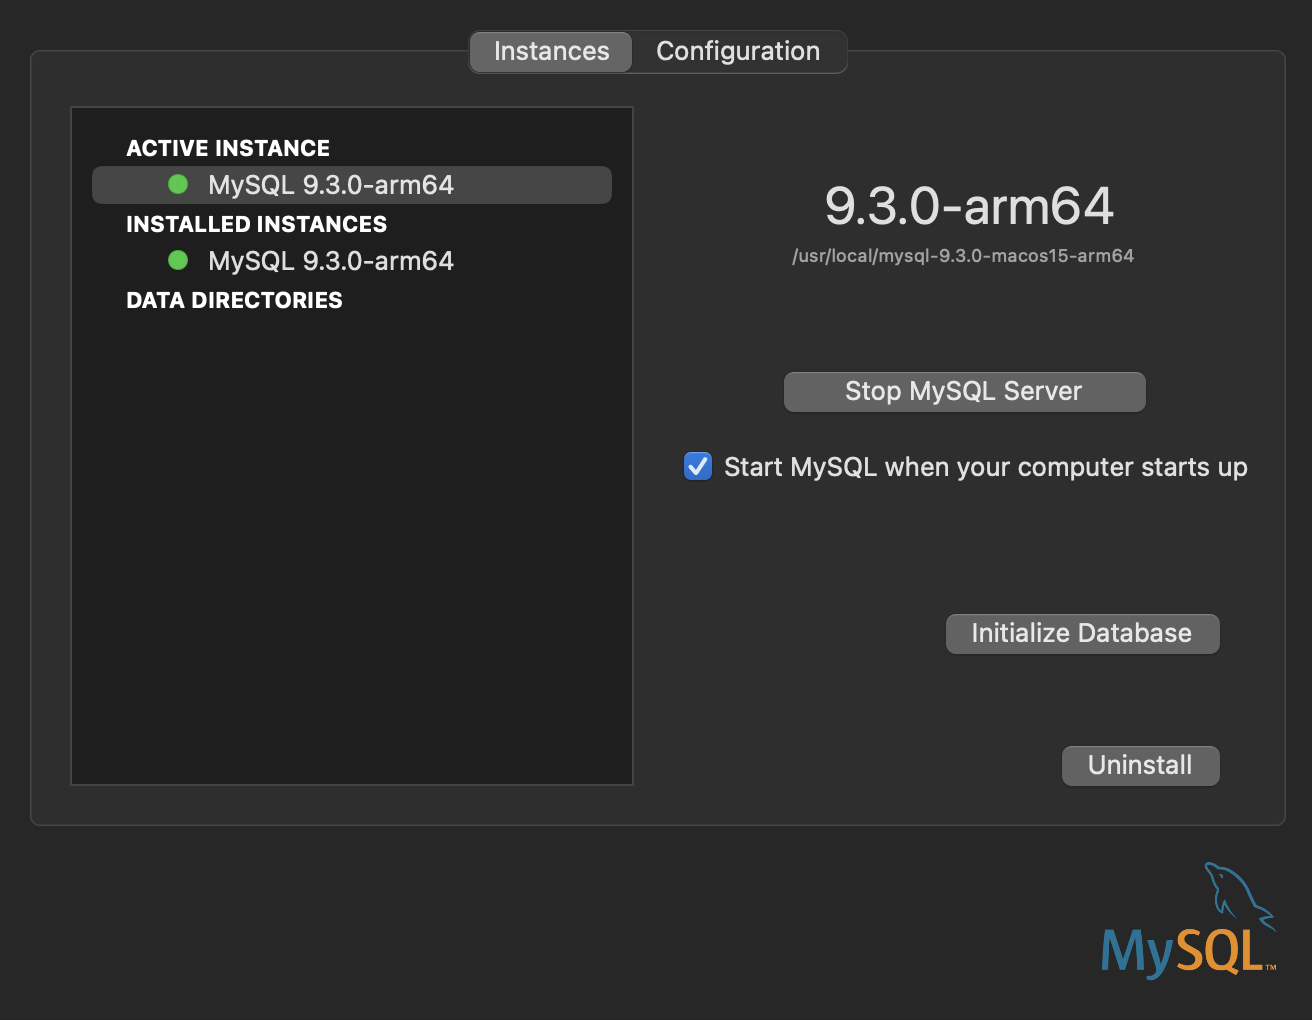 Instances Configuration
ACTIVE INSTANCE
MySQL 9.3.0-arm64
INSTALLED INSTANCES
MySQL 9.3.0-arm64
DATA DIRECTORIES
9.3.0-arm64
/usr/local/mysql-9.3.0-macos15-arm64
Stop MySQL Server
Start MySQL when your computer starts up
Initialize Database
Uninstall
MySQL™